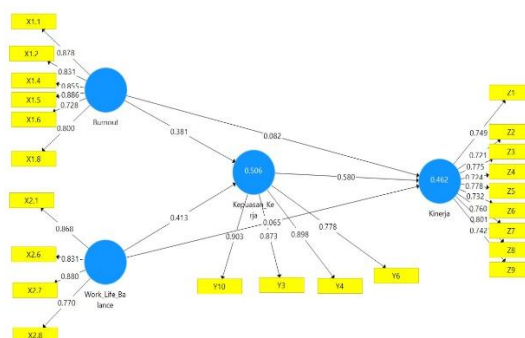 X1.1
X1.2
X1.4
X1.5
X1.6
X1.8
0.878
0.831
0.855
0.886
0.728
0.800
Burnout
0.381
0.082
X2.1
X2.6
X2.7
X2.8
0.868
0.831
0.880
0.770
Work_Life_Ba
lance
0.413
0.065
0.506
Kepuasan_Ke
rja
0.580
0.903
0.873
0.898
0.778
Y10
Y3
Y4
Y6
0.462
Kinerja
0.749
0.721
0.775
0.724
0.778
0.732
0.760
0.801
0.742
Z1
Z2
Z3
Z4
Z5
Z6
Z7
Z8
Z9